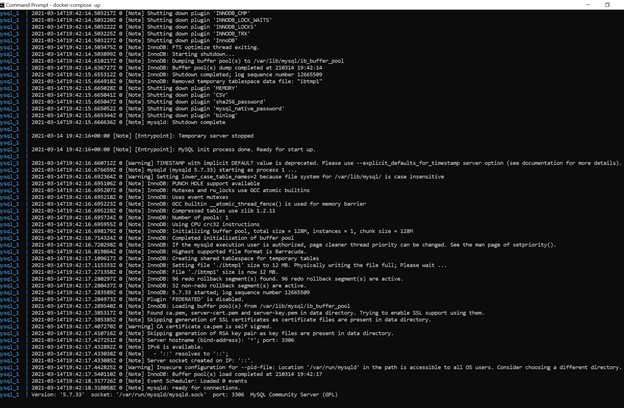 Command Prompt - docker-compose up
ysql_1 | 2021-03-14T19:42:14.503217Z 0 [Note] Shutting down plugin 'INNODB_CMP'
ysql_1 | 2021-03-14T19:42:14.503220Z 0 [Note] Shutting down plugin 'INNODB_LOCK_WAITS'
ysql_1 | 2021-03-14T19:42:14.503222Z 0 [Note] Shutting down plugin 'INNODB_LOCKS'
ysql_1 | 2021-03-14T19:42:14.503225Z 0 [Note] Shutting down plugin 'INNODB_TRX'
ysql_1 | 2021-03-14T19:42:14.503227Z 0 [Note] Shutting down plugin 'InnoDB'
ysql_1 | 2021-03-14T19:42:14.503475Z 0 [Note] InnoDB: FTS optimize thread exiting.
ysql_1 | 2021-03-14T19:42:14.503899Z 0 [Note] InnoDB: Starting shutdown...
ysql_1 | 2021-03-14T19:42:14.610217Z 0 [Note] InnoDB: Dumping buffer pool(s) to /var/lib/mysql/ib_buffer_pool
ysql_1 | 2021-03-14T19:42:14.636277Z 0 [Note] InnoDB: Buffer pool(s) dump completed at 210314 19:42:14
ysql_1 | 2021-03-14T19:42:15.655312Z 0 [Note] InnoDB: Shutdown completed; log sequence number 12665509
ysql_1 | 2021-03-14T19:42:15.664918Z 0 [Note] InnoDB: Removed temporary tablespace data file: "ibtmp1"
ysql_1 | 2021-03-14T19:42:15.665028Z 0 [Note] Shutting down plugin 'MEMORY'
ysql_1 | 2021-03-14T19:42:15.665041Z 0 [Note] Shutting down plugin 'CSV'
ysql_1 | 2021-03-14T19:42:15.665047Z 0 [Note] Shutting down plugin 'sha256_password'
ysql_1 | 2021-03-14T19:42:15.665052Z 0 [Note] Shutting down plugin 'mysql_native_password'
ysql_1 | 2021-03-14T19:42:15.665344Z 0 [Note] Shutting down plugin 'binlog'
ysql_1 | 2021-03-14T19:42:15.666636Z 0 [Note] mysqld: Shutdown complete
ysql_1 |
ysql_1 | 2021-03-14 19:42:16+00:00 [Note] [Entrypoint]: Temporary server stopped
ysql_1 |
ysql_1 | 2021-03-14 19:42:16+00:00 [Note] [Entrypoint]: MySQL init process done. Ready for start up.
ysql_1 |
ysql_1 | 2021-03-14T19:42:16.660712Z 0 [Warning] TIMESTAMP with implicit DEFAULT value is deprecated. Please use --explicit_defaults_for_timestamp server option (see documentation for more details).
ysql_1 | 2021-03-14T19:42:16.676659Z 0 [Note] mysqld (mysqld 5.7.33) starting as process 1 ...
ysql_1 | 2021-03-14T19:42:16.692364Z 0 [Warning] Setting lower_case_table_names=2 because file system for /var/lib/mysql/ is case insensitive
ysql_1 | 2021-03-14T19:42:16.695106Z 0 [Note] InnoDB: PUNCH HOLE support available
ysql_1 | 2021-03-14T19:42:16.695207Z 0 [Note] InnoDB: Mutexes and rw_locks use GCC atomic builtins
ysql_1 | 2021-03-14T19:42:16.695218Z 0 [Note] InnoDB: Uses event mutexes
ysql_1 | 2021-03-14T19:42:16.695223Z 0 [Note] InnoDB: GCC builtin __atomic_thread_fence() is used for memory barrier
ysql_1 | 2021-03-14T19:42:16.695228Z 0 [Note] InnoDB: Compressed tables use zlib 1.2.11
ysql_1 | 2021-03-14T19:42:16.695724Z 0 [Note] InnoDB: Number of pools: 1
ysql_1 | 2021-03-14T19:42:16.695955Z 0 [Note] InnoDB: Using CPU crc32 instructions
ysql_1 | 2021-03-14T19:42:16.698179Z 0 [Note] InnoDB: Initializing buffer pool, total size = 128M, instances = 1, chunk size = 128M
ysql_1 | 2021-03-14T19:42:16.714324Z 0 [Note] InnoDB: Completed initialization of buffer pool
ysql_1 | 2021-03-14T19:42:16.720298Z 0 [Note] InnoDB: If the mysqld execution user is authorized, page cleaner thread priority can be changed. See the man page of setpriority().
ysql_1 | 2021-03-14T19:42:16.819864Z 0 [Note] InnoDB: Highest supported file format is Barracuda.
ysql_1 | 2021-03-14T19:42:17.109617Z 0 [Note] InnoDB: Creating shared tablespace for temporary tables
ysql_1 | 2021-03-14T19:42:17.115333Z 0 [Note] InnoDB: Setting file './ibtmp1' size to 12 MB. Physically writing the file full; Please wait ...
ysql_1 | 2021-03-14T19:42:17.271358Z 0 [Note] InnoDB: File './ibtmp1' size is now 12 MB.
ysql_1 | 2021-03-14T19:42:17.280297Z 0 [Note] InnoDB: 96 redo rollback segment(s) found. 96 redo rollback segment(s) are active.
ysql_1 | 2021-03-14T19:42:17.280437Z 0 [Note] InnoDB: 32 non-redo rollback segment(s) are active.
ysql_1 | 2021-03-14T19:42:17.283589Z 0 [Note] InnoDB: 5.7.33 started; log sequence number 12665509
ysql_1 | 2021-03-14T19:42:17.284973Z 0 [Note] Plugin 'FEDERATED' is disabled.
ysql_1 | 2021-03-14T19:42:17.289540Z 0 [Note] InnoDB: Loading buffer pool(s) from /var/lib/mysql/ib_buffer_pool
ysql_1 | 2021-03-14T19:42:17.385317Z 0 [Note] Found ca.pem, server-cert.pem and server-key.pem in data directory. Trying to enable SSL support using them.
ysql_1 | 2021-03-14T19:42:17.385385Z 0 [Note] Skipping generation of SSL certificates as certificate files are present in data directory.
ysql_1 | 2021-03-14T19:42:17.407270Z 0 [Warning] CA certificate ca.pem is self signed.
ysql_1 | 2021-03-14T19:42:17.410716Z 0 [Note] Skipping generation of RSA key pair as key files are present in data directory.
ysql_1 | 2021-03-14T19:42:17.427251Z 0 [Note] Server hostname (bind-address): '*'; port: 3306
ysql_1 | 2021-03-14T19:42:17.432892Z 0 [Note] IPv6 is available.
ysql_1 | 2021-03-14T19:42:17.433038Z 0 [Note]   - '::' resolves to '::';
ysql_1 | 2021-03-14T19:42:17.433085Z 0 [Note] Server socket created on IP: '::'.
ysql_1 | 2021-03-14T19:42:17.442825Z 0 [Warning] Insecure configuration for --pid-file: Location '/var/run/mysqld' in the path is accessible to all OS users. Consider choosing a different directory.
ysql_1 | 2021-03-14T19:42:17.540110Z 0 [Note] InnoDB: Buffer pool(s) load completed at 210314 19:42:17
ysql_1 | 2021-03-14T19:42:18.317726Z 0 [Note] Event Scheduler: Loaded 0 events
ysql_1 | 2021-03-14T19:42:18.318058Z 0 [Note] mysqld: ready for connections.
ysql_1 | Version: '5.7.33'  socket: '/var/run/mysqld/mysqld.sock'  port: 3306  MySQL Community Server (GPL)